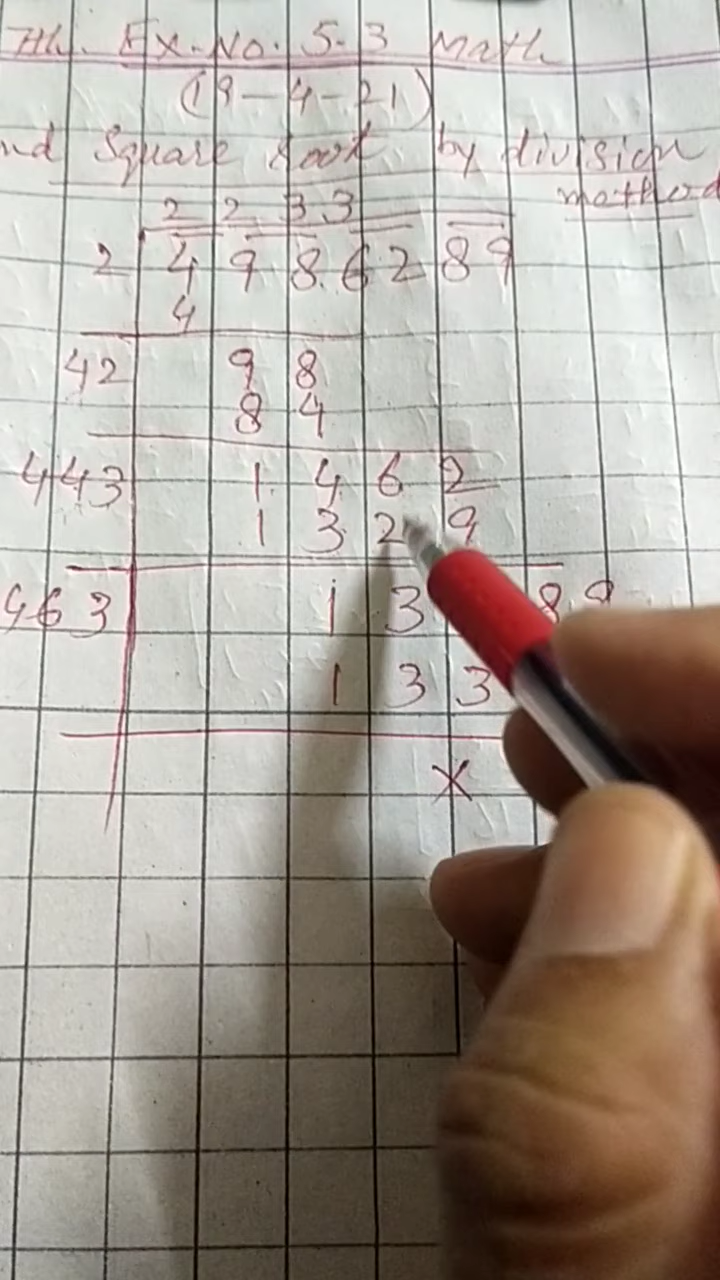 7th. Ex. No. 5.3 Math
(19-4-21)
Square Root by division
method
2 2 3 3
2 4 9 8 6 2 8 9
4
42 9 8
8 4
443 1 4 6 2
1 3 2 9
463 1 3 8 9
1 3 3
X